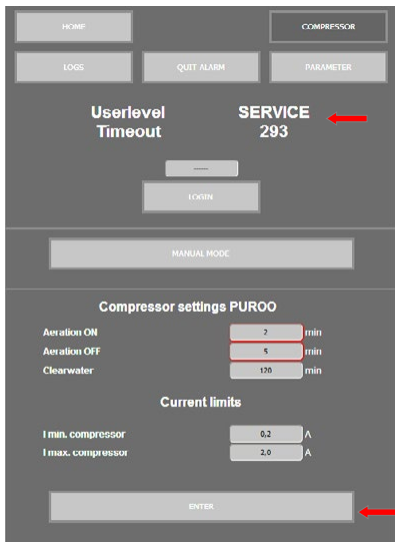 HOME COMPRESSOR
LOGS QUIT ALARM PARAMETER
Userlevel SERVICE
Timeout 293
LOGIN
MANUAL MODE
Compressor settings PUROO
Aeration ON 2 min
Aeration OFF 5 min
Clearwater 120 min
Current limits
I min. compressor 0,2 A
I max. compressor 2,0 A
ENTER